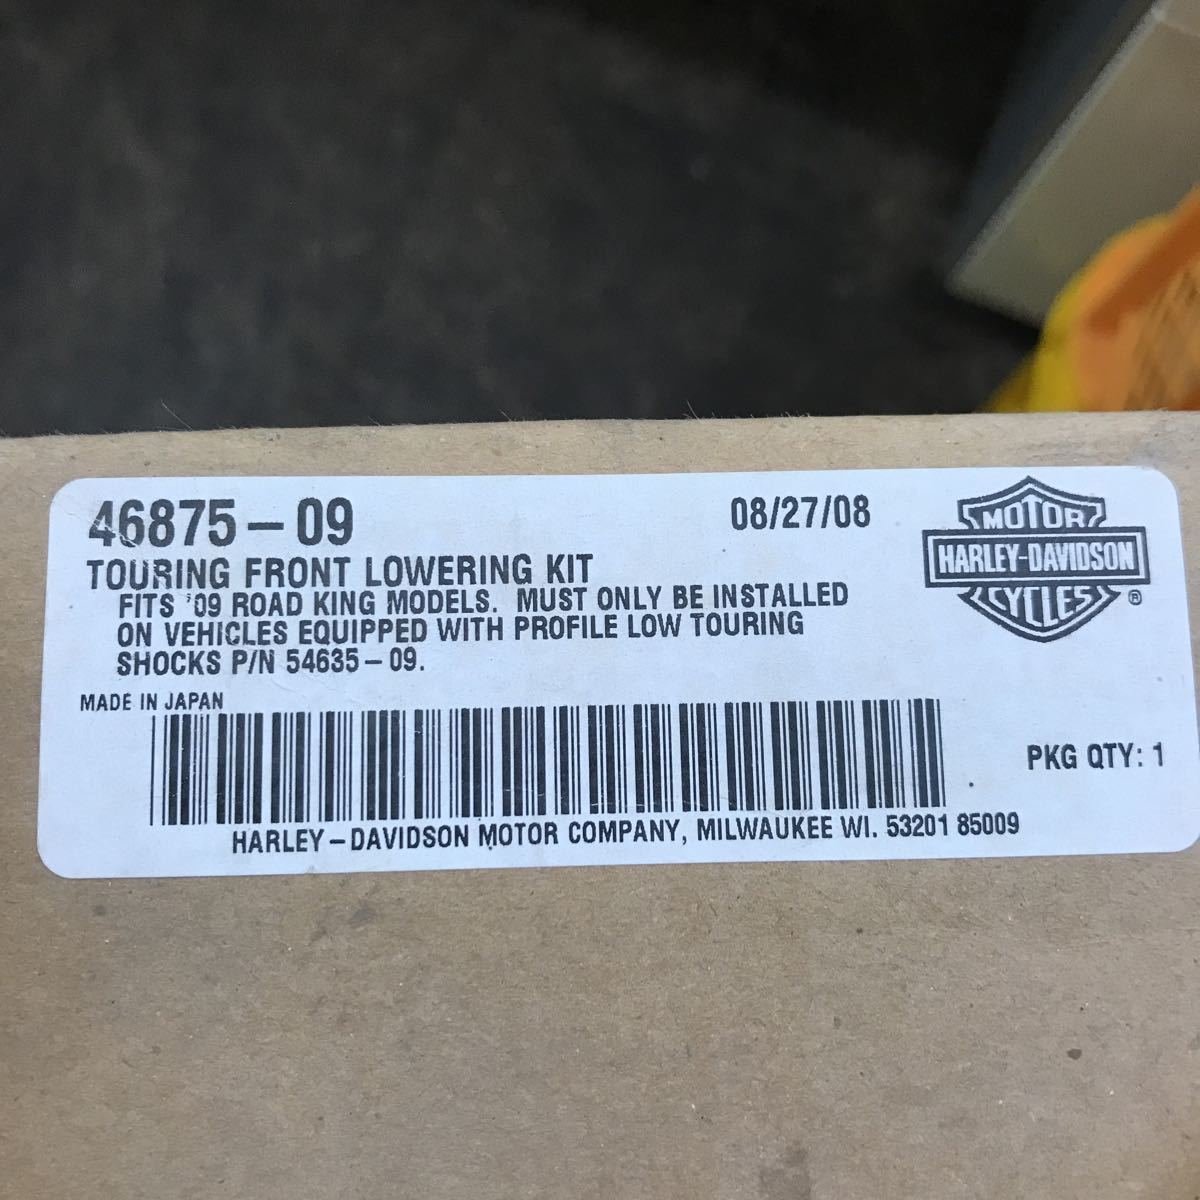 46875-09 08/27/08
TOURING FRONT LOWERING KIT
FITS '09 ROAD KING MODELS. MUST ONLY BE INSTALLED
ON VEHICLES EQUIPPED WITH PROFILE LOW TOURING
SHOCKS P/N 54635-09.
MOTOR
HARLEY-DAVIDSON
CYCLES ®
MADE IN JAPAN
PKG QTY: 1
HARLEY-DAVIDSON MOTOR COMPANY, MILWAUKEE WI. 53201 85009